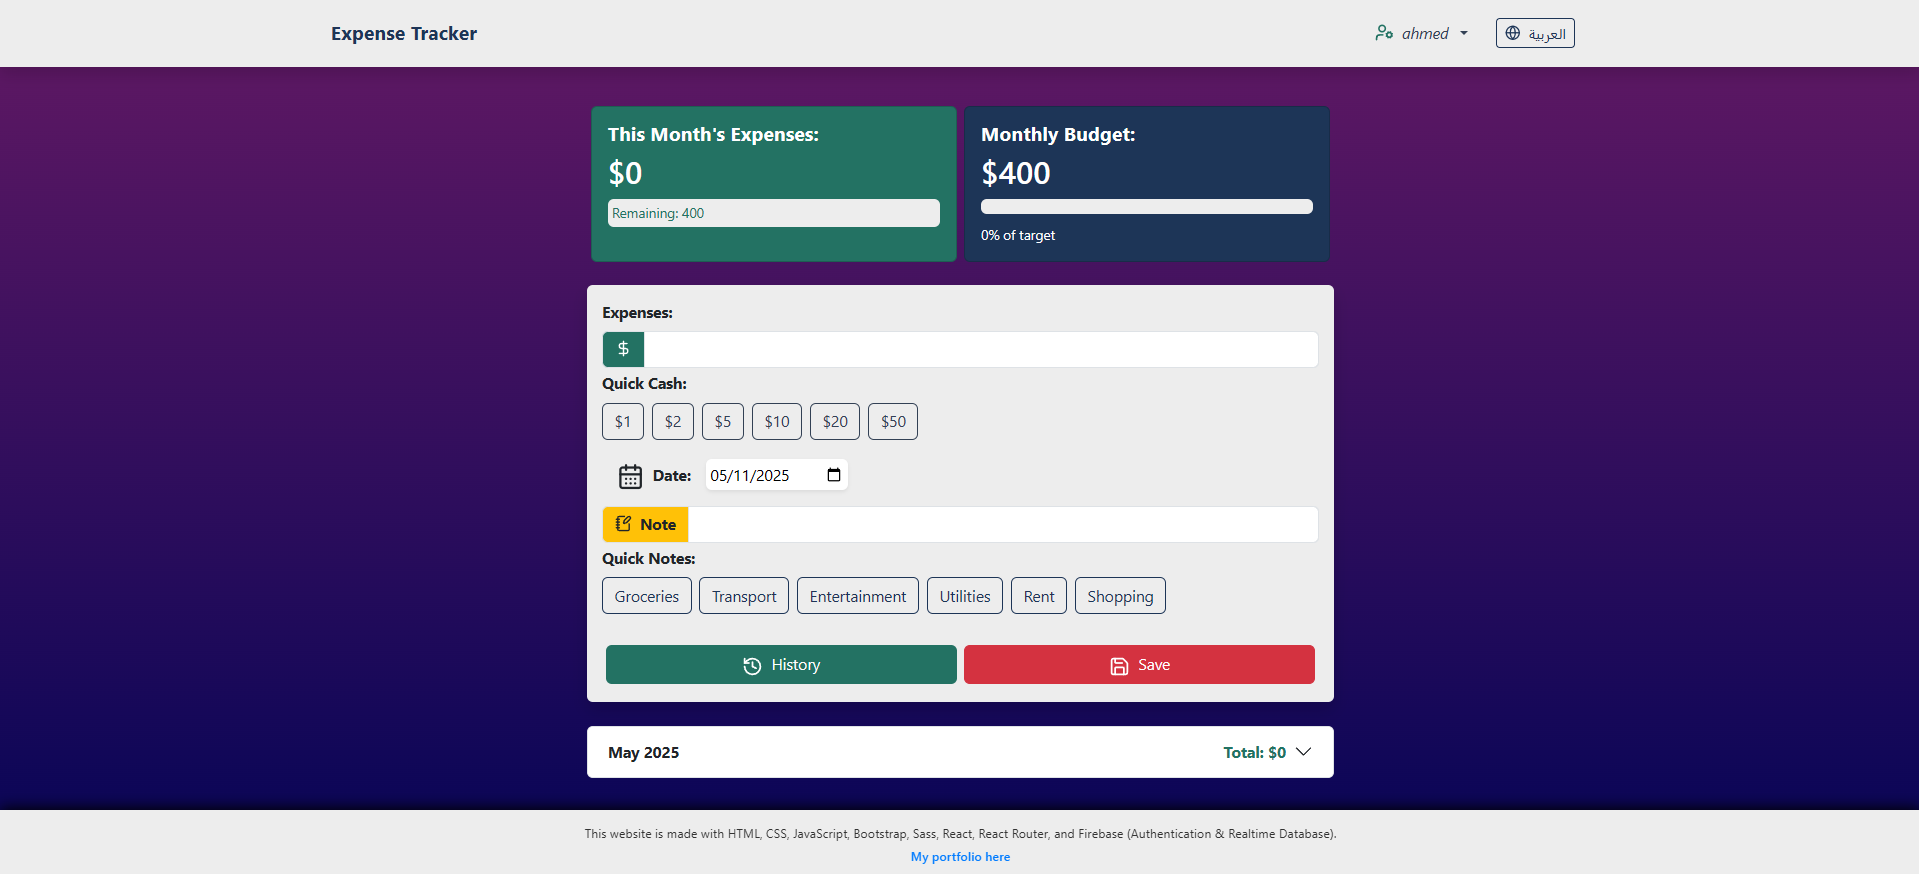 Expense Tracker
ahmed
العربية
This Month's Expenses:
$0
Remaining: 400
Monthly Budget:
$400
0% of target
Expenses:
$
Quick Cash:
$1 $2 $5 $10 $20 $50
Date: 05/11/2025
Note
Quick Notes:
Groceries Transport Entertainment Utilities Rent Shopping
History Save
May 2025 Total: $0
This website is made with HTML, CSS, JavaScript, Bootstrap, Sass, React, React Router, and Firebase (Authentication & Realtime Database).
My portfolio here